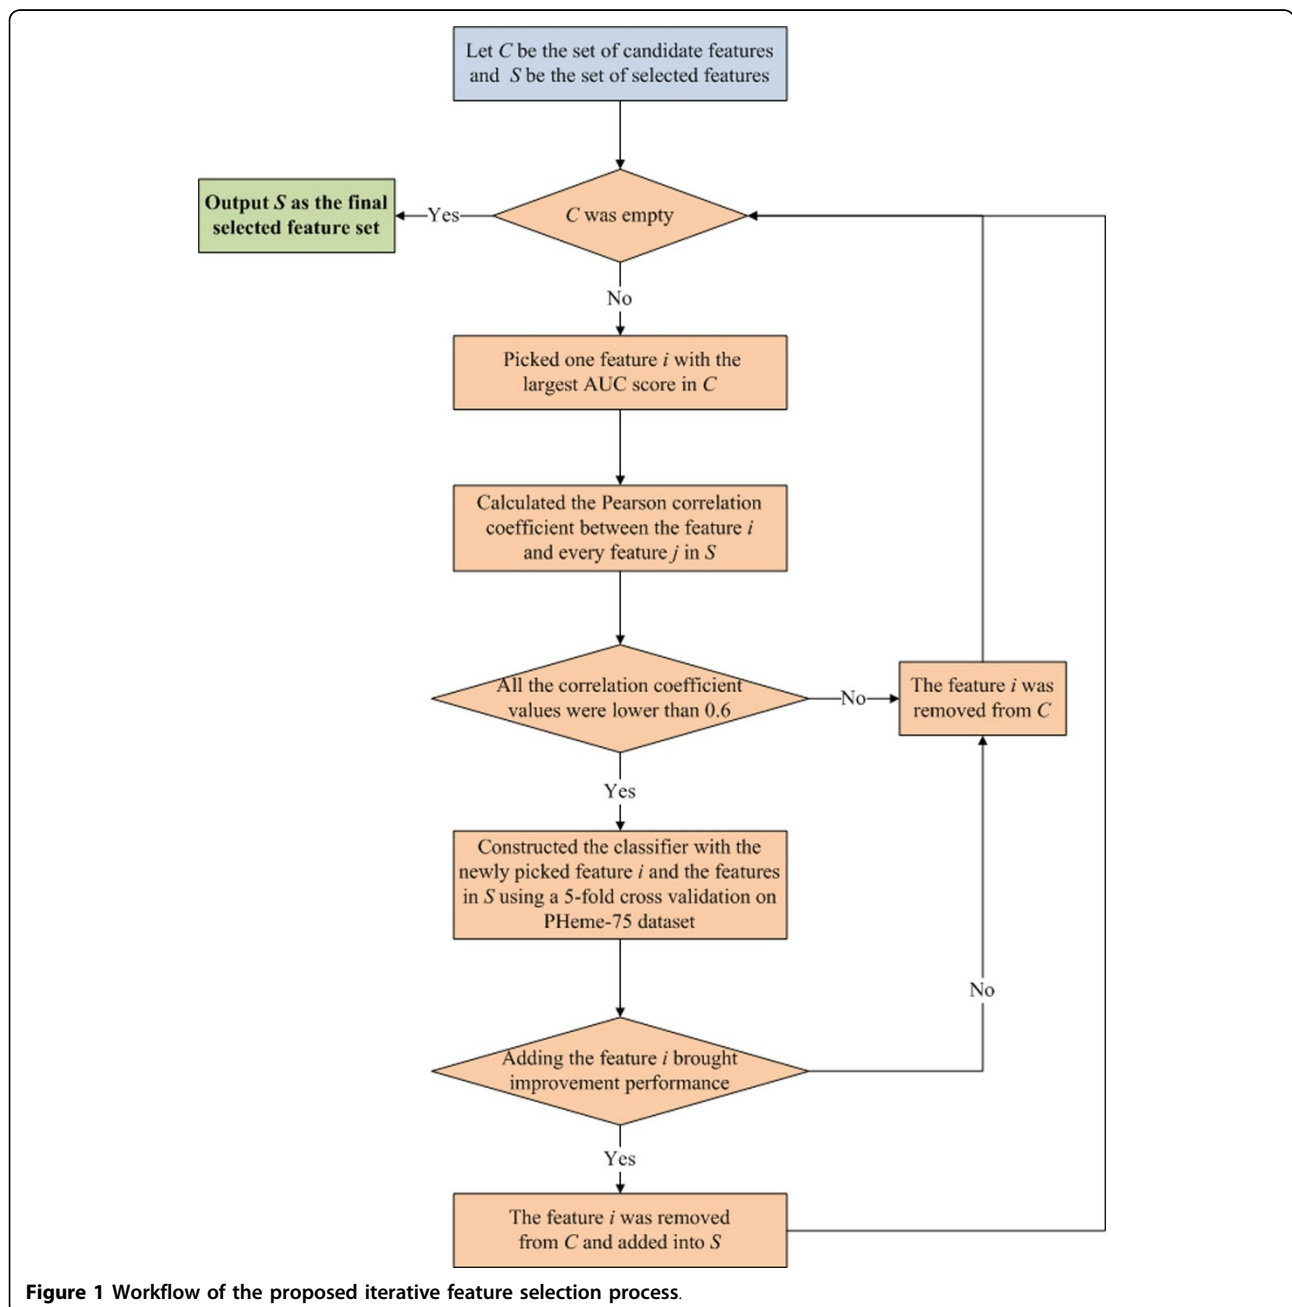 Let C be the set of candidate features
and S be the set of selected features
Output S as the final
selected feature set
Yes
C was empty
No
Picked one feature i with the
largest AUC score in C
Calculated the Pearson correlation
coefficient between the feature i
and every feature j in S
All the correlation coefficient
values were lower than 0.6
No
The feature i was
removed from C
Yes
Constructed the classifier with the
newly picked feature i and the features
in S using a 5-fold cross validation on
PHeme-75 dataset
No
Adding the feature i brought
improvement performance
Yes
The feature i was removed
from C and added into S
Figure 1 Workflow of the proposed iterative feature selection process.